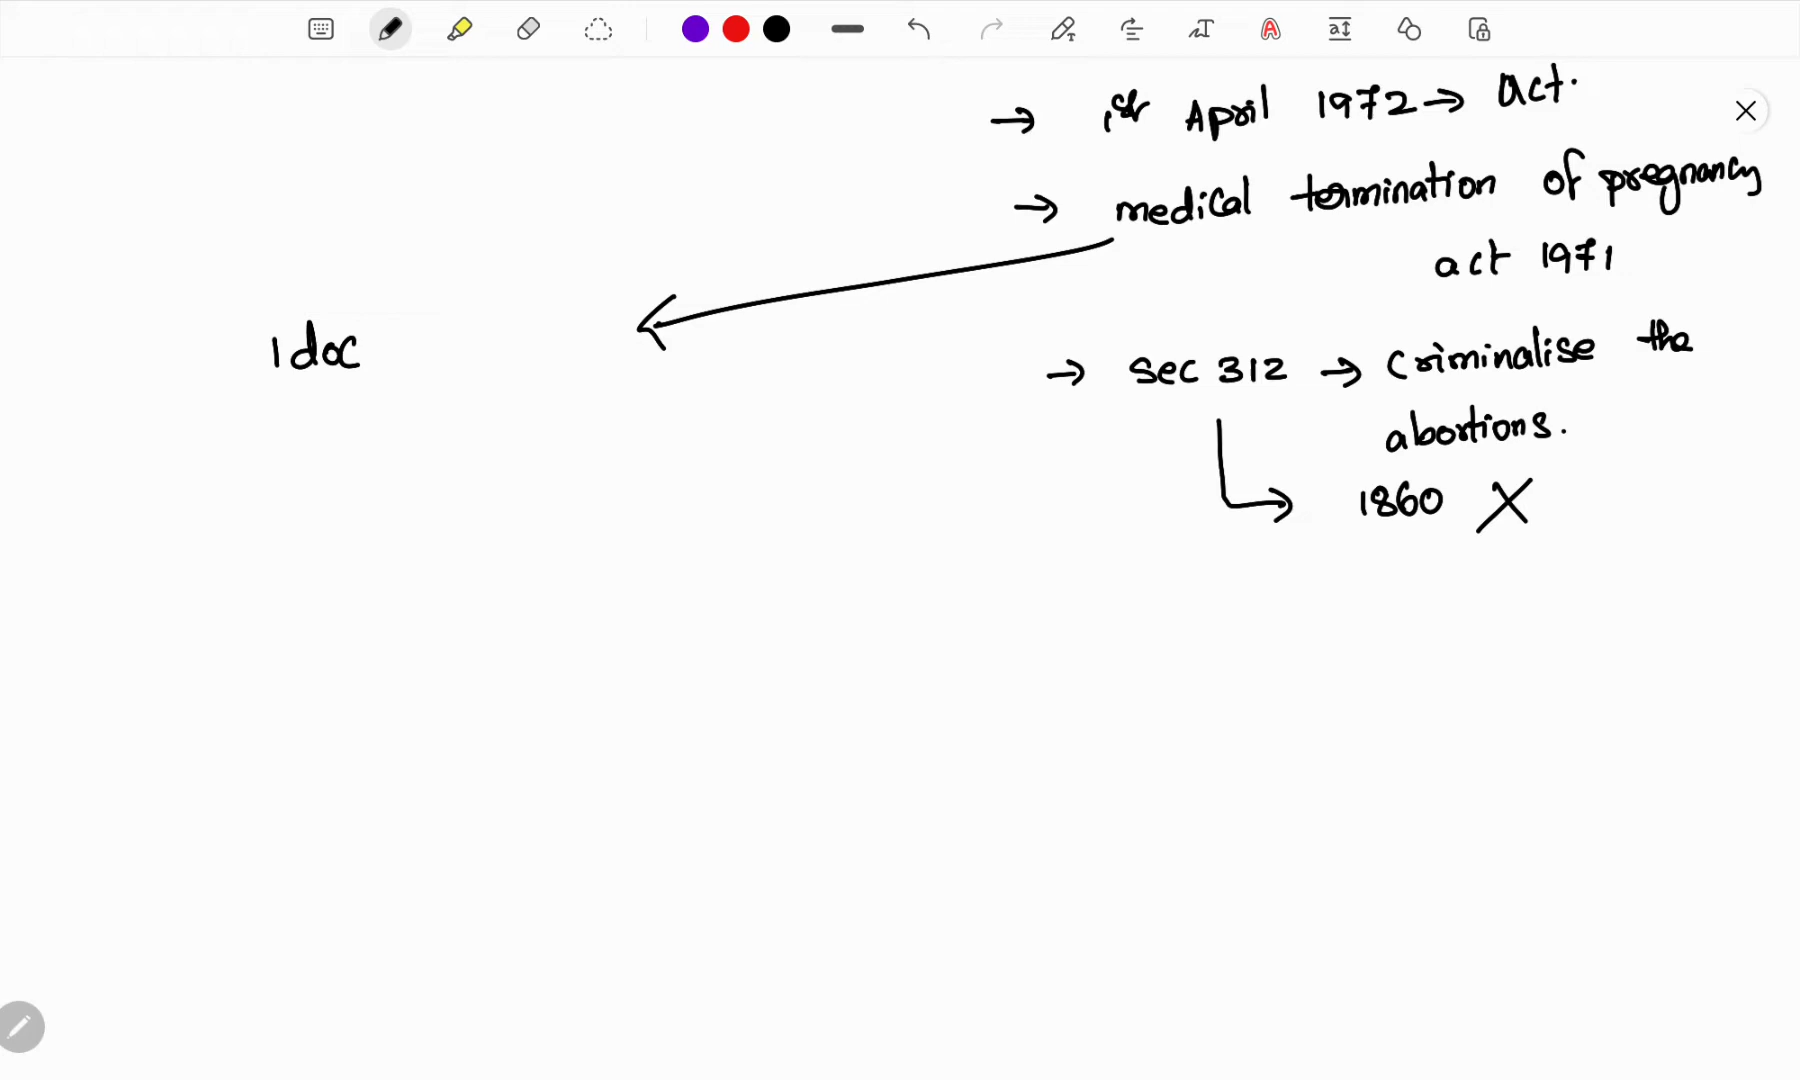 → 1st April 1972 → act.
→ medical termination of pregnancy
act 1971
1 doc
→ Sec 312 → Criminalise the
abortions.
1860 X